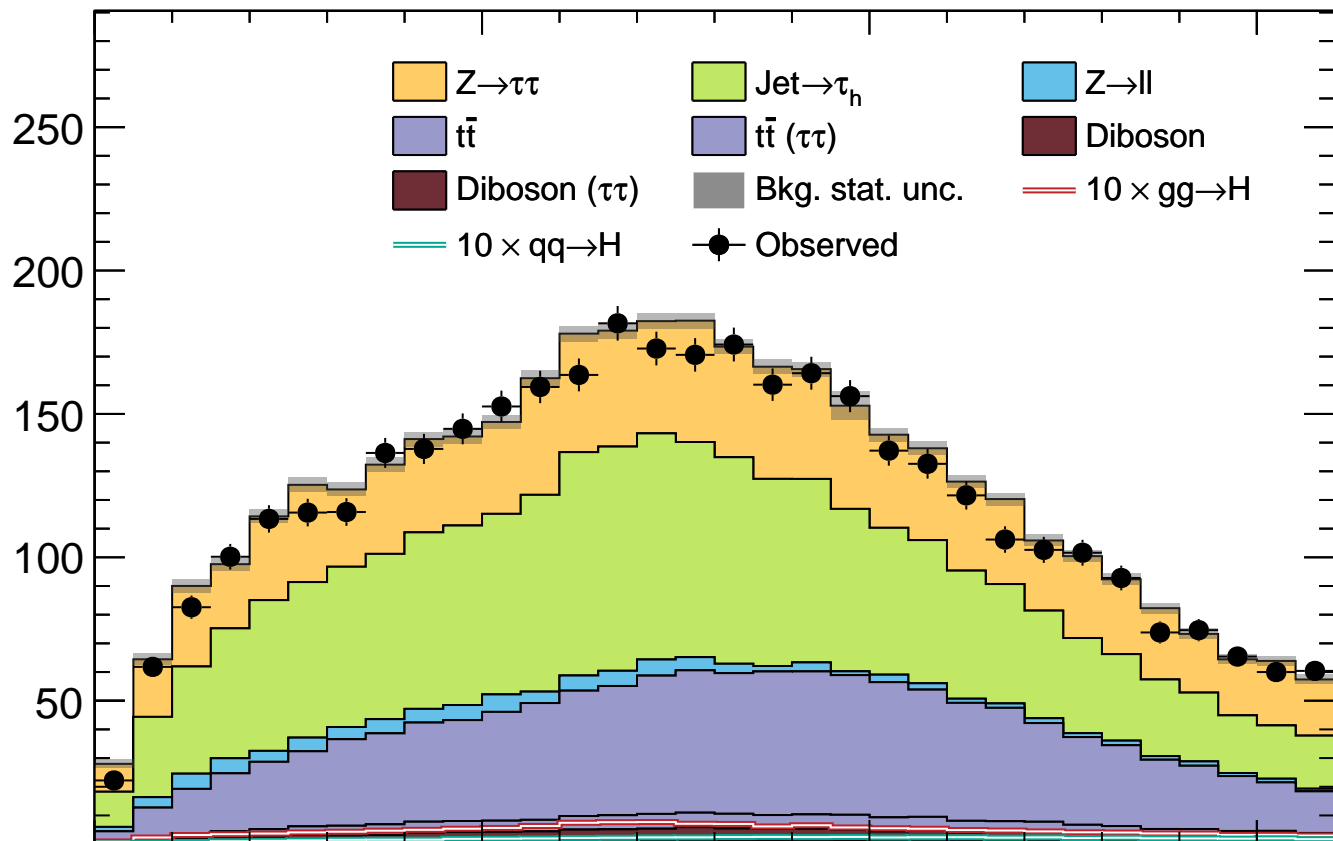 Z→ττ Jet→τh Z→ll
tt̄ tt̄ (ττ) Diboson
Diboson (ττ) Bkg. stat. unc. 10 × gg→H
10 × qq→H Observed
250
200
150
100
50